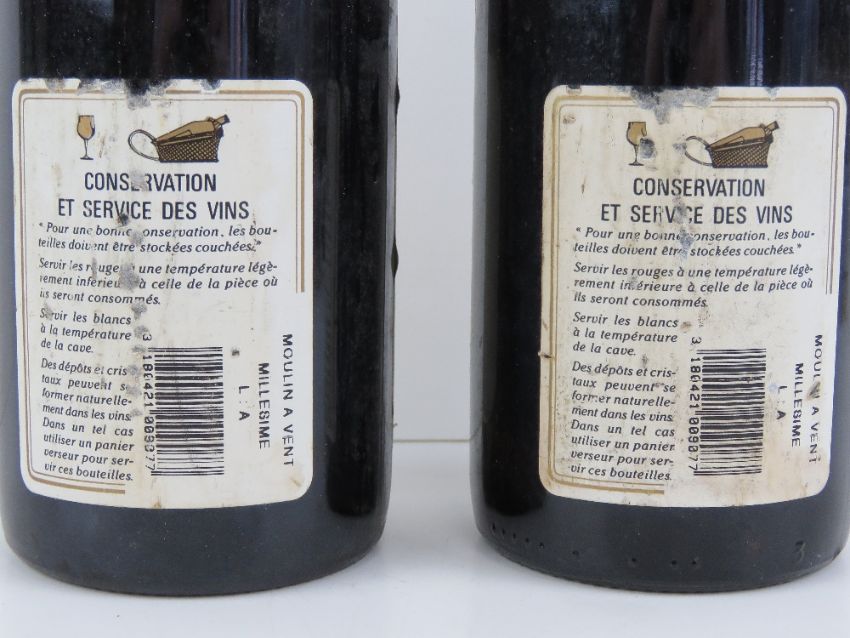 CONSERVATION
ET SERVICE DES VINS
"Pour une bonne conservation, les bou-
teilles doivent être stockées couchées."
Servir les rouges à une température légè-
rement inférieure à celle de la pièce où
ils seront consommés.
Servir les blancs
à la température
de la cave.
Des dépôts et cris-
taux peuvent se
former naturelle-
ment dans les vins.
Dans un tel cas
utiliser un panier
verseur pour ser-
vir ces bouteilles.
3 180421 009077
L : A
MILLESIME
MOULIN A VENT
CONSERVATION
ET SERVICE DES VINS
"Pour une bonne conservation, les bou-
teilles doivent être stockées couchées."
Servir les rouges à une température légè-
rement inférieure à celle de la pièce où
ils seront consommés.
Servir les blancs
à la température
de la cave.
Des dépôts et cris-
taux peuvent se
former naturelle-
ment dans les vins.
Dans un tel cas
utiliser un panier
verseur pour ser-
vir ces bouteilles.
3 180421 009077
L : A
MILLESIME
MOULIN A VENT
3